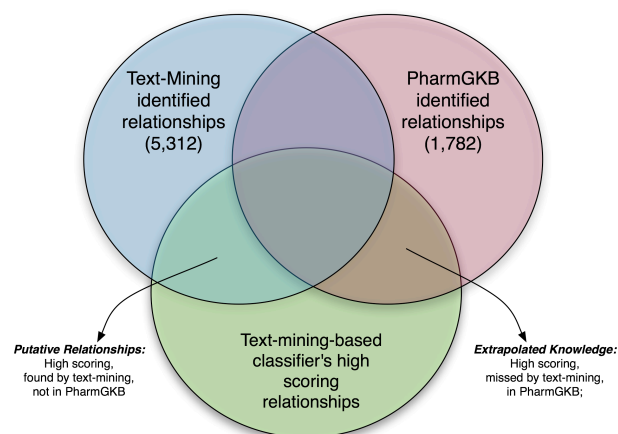 Text-Mining
identified
relationships
(5,312)
PharmGKB
identified
relationships
(1,782)
Text-mining-based
classifier's high
scoring
relationships
Putative Relationships:
High scoring,
found by text-mining,
not in PharmGKB
Extrapolated Knowledge:
High scoring,
missed by text-mining,
in PharmGKB;